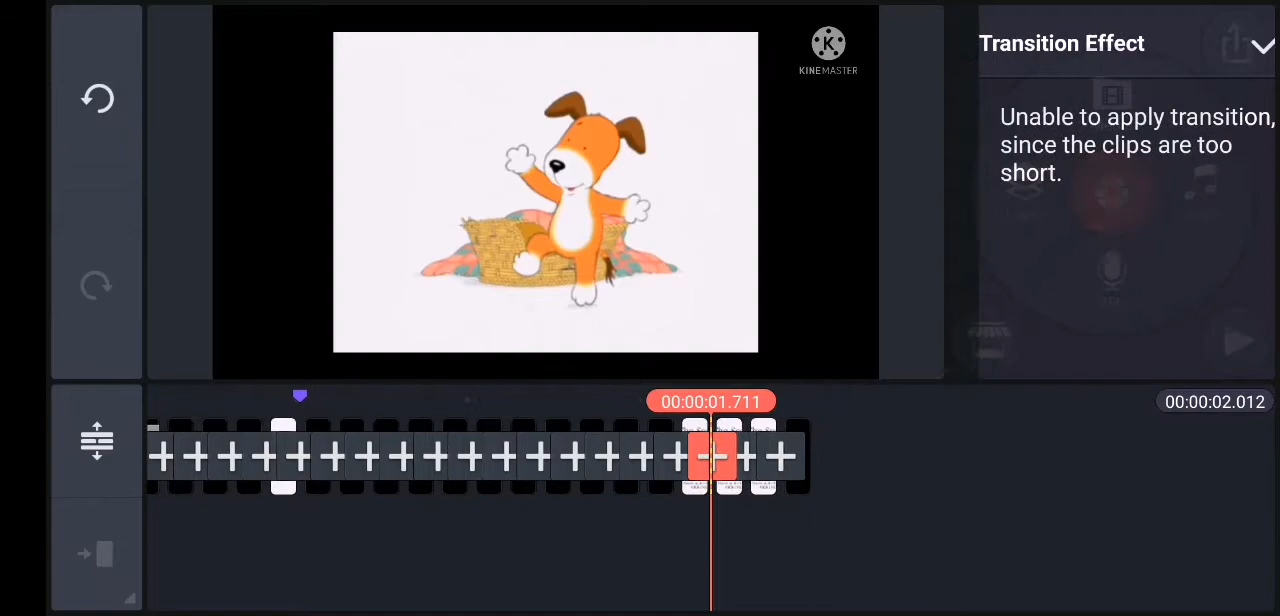 Transition Effect
KINEMASTER
Unable to apply transition,
since the clips are too
short.
00:00:01.711
00:00:02.012